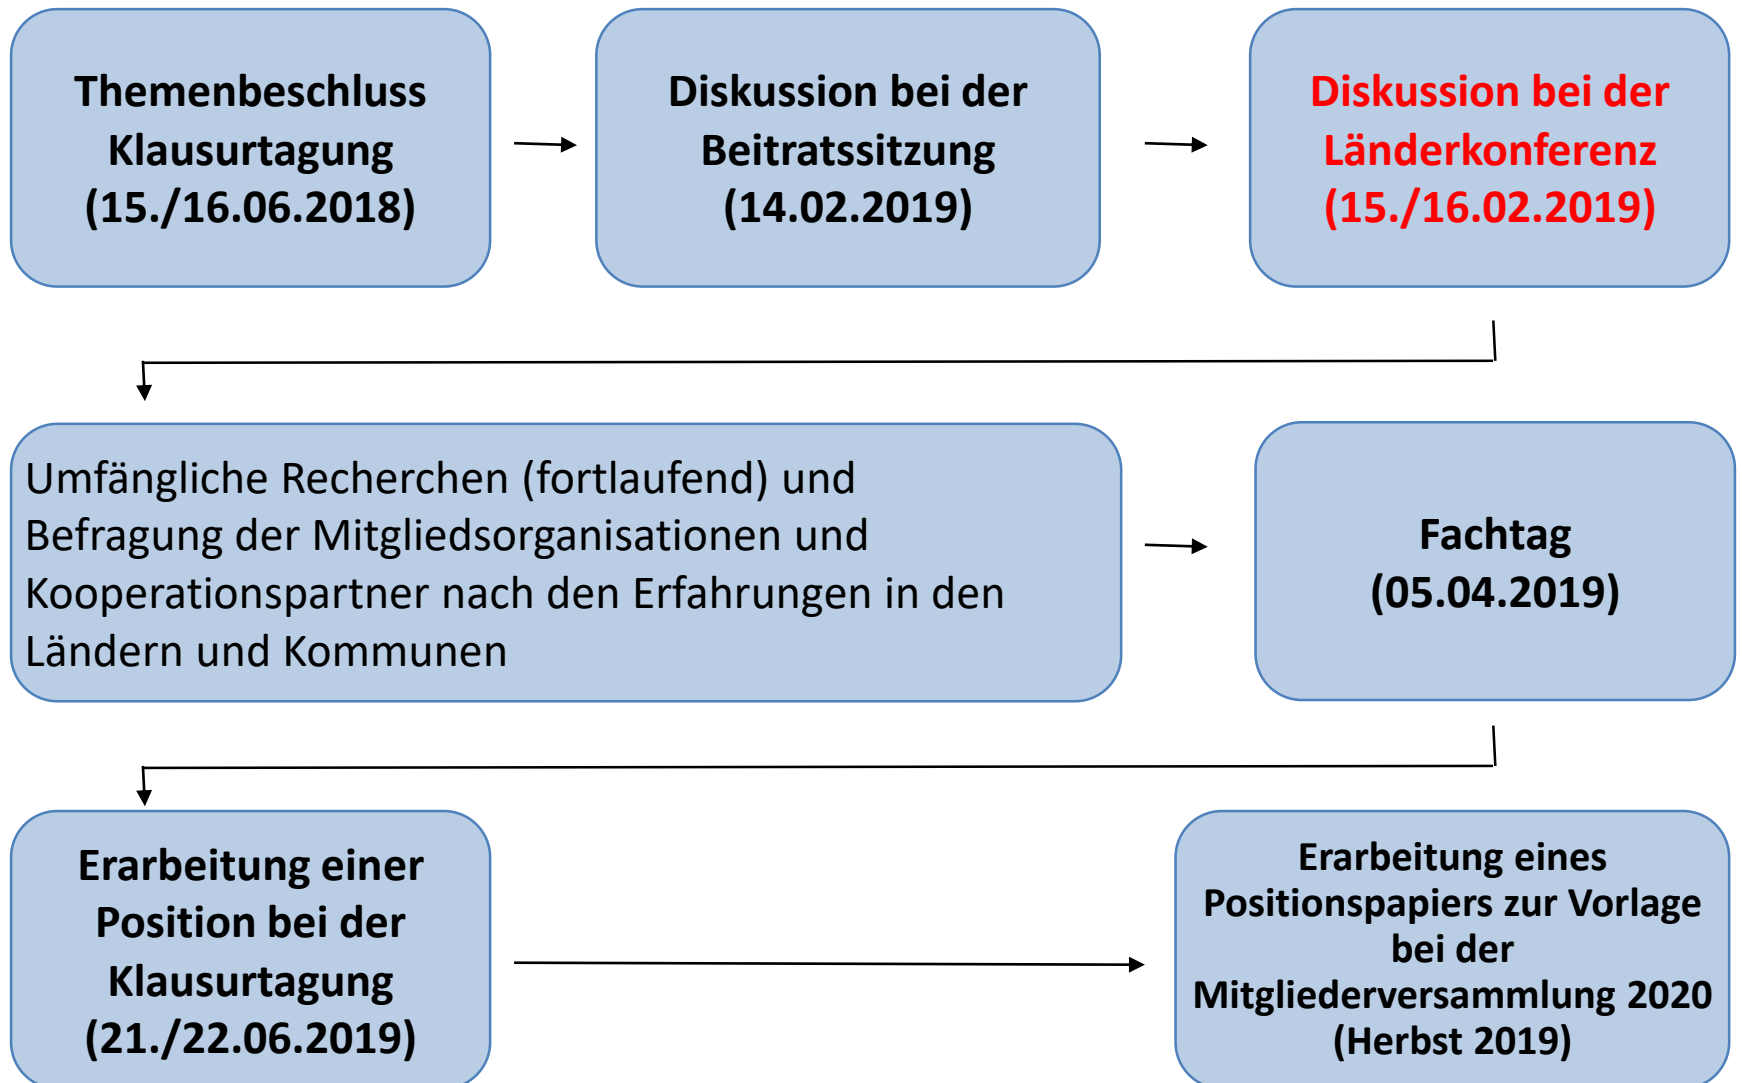 Themenbeschluss
Klausurtagung
(15./16.06.2018)
Diskussion bei der
Beitratssitzung
(14.02.2019)
Diskussion bei der
Länderkonferenz
(15./16.02.2019)
Umfängliche Recherchen (fortlaufend) und
Befragung der Mitgliedsorganisationen und
Kooperationspartner nach den Erfahrungen in den
Ländern und Kommunen
Fachtag
(05.04.2019)
Erarbeitung einer
Position bei der
Klausurtagung
(21./22.06.2019)
Erarbeitung eines
Positionspapiers zur Vorlage
bei der
Mitgliederversammlung 2020
(Herbst 2019)